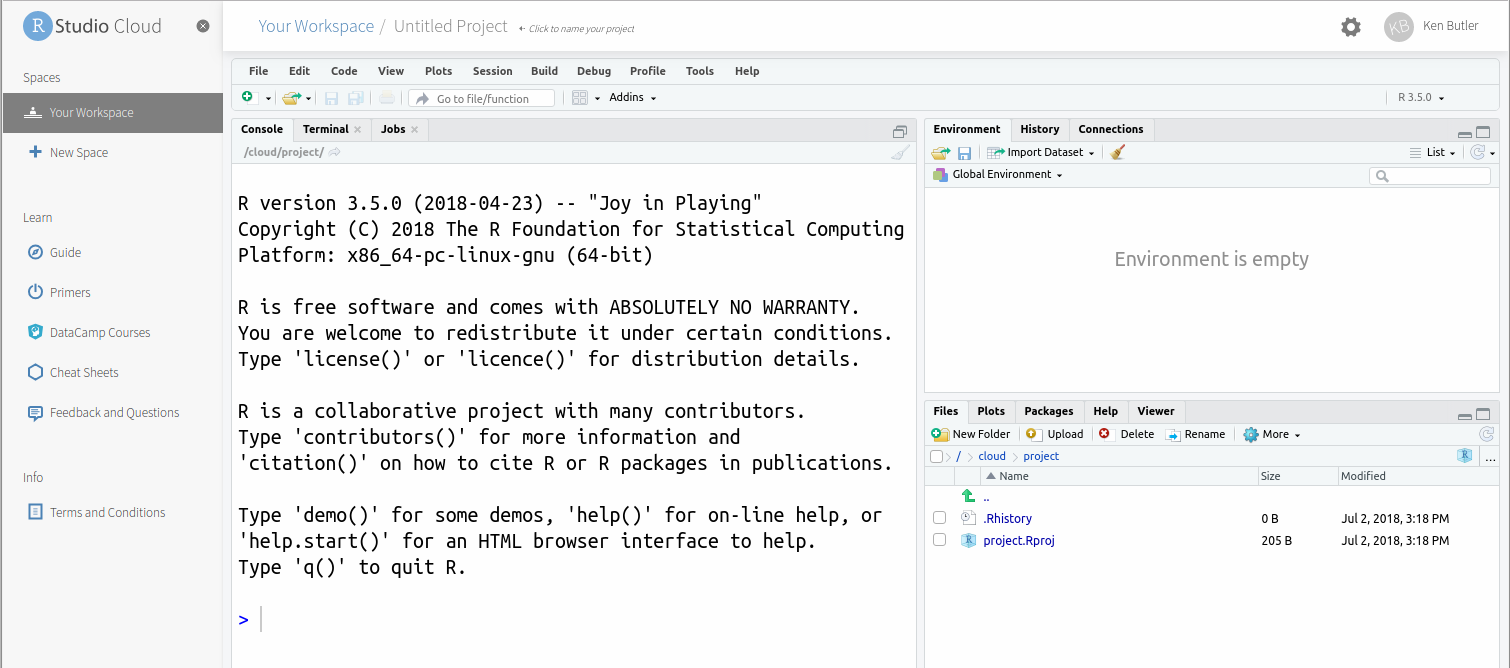 R Studio Cloud
Your Workspace / Untitled Project ← Click to name your project
KB Ken Butler
Spaces
Your Workspace
New Space
Learn
Guide
Primers
DataCamp Courses
Cheat Sheets
Feedback and Questions
Info
Terms and Conditions
File Edit Code View Plots Session Build Debug Profile Tools Help
Go to file/function Addins R 3.5.0
Console Terminal Jobs
/cloud/project/
R version 3.5.0 (2018-04-23) -- "Joy in Playing"
Copyright (C) 2018 The R Foundation for Statistical Computing
Platform: x86_64-pc-linux-gnu (64-bit)
R is free software and comes with ABSOLUTELY NO WARRANTY.
You are welcome to redistribute it under certain conditions.
Type 'license()' or 'licence()' for distribution details.
R is a collaborative project with many contributors.
Type 'contributors()' for more information and
'citation()' on how to cite R or R packages in publications.
Type 'demo()' for some demos, 'help()' for on-line help, or
'help.start()' for an HTML browser interface to help.
Type 'q()' to quit R.
>
Environment History Connections
Import Dataset List
Global Environment
Environment is empty
Files Plots Packages Help Viewer
New Folder Upload Delete Rename More
/ cloud project R ...
Name Size Modified
..
.Rhistory 0 B Jul 2, 2018, 3:18 PM
project.Rproj 205 B Jul 2, 2018, 3:18 PM